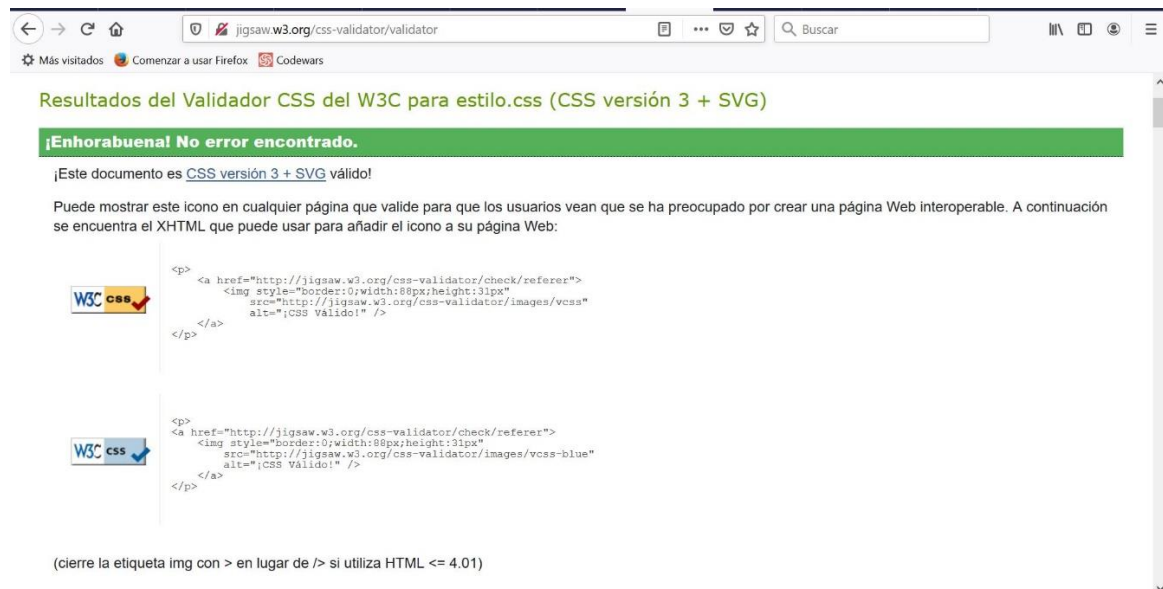 jigsaw.w3.org/css-validator/validator
Buscar
Más visitados Comenzar a usar Firefox Codewars
Resultados del Validador CSS del W3C para estilo.css (CSS versión 3 + SVG)
¡Enhorabuena! No error encontrado.
¡Este documento es CSS versión 3 + SVG válido!
Puede mostrar este icono en cualquier página que valide para que los usuarios vean que se ha preocupado por crear una página Web interoperable. A continuación
se encuentra el XHTML que puede usar para añadir el icono a su página Web:
W3C css
<p>
<a href="http://jigsaw.w3.org/css-validator/check/referer">
<img style="border:0;width:88px;height:31px"
src="http://jigsaw.w3.org/css-validator/images/vcss"
alt="¡CSS Válido!" />
</a>
</p>
W3C css
<p>
<a href="http://jigsaw.w3.org/css-validator/check/referer">
<img style="border:0;width:88px;height:31px"
src="http://jigsaw.w3.org/css-validator/images/vcss-blue"
alt="¡CSS Válido!" />
</a>
</p>
(cierre la etiqueta img con > en lugar de /> si utiliza HTML <= 4.01)